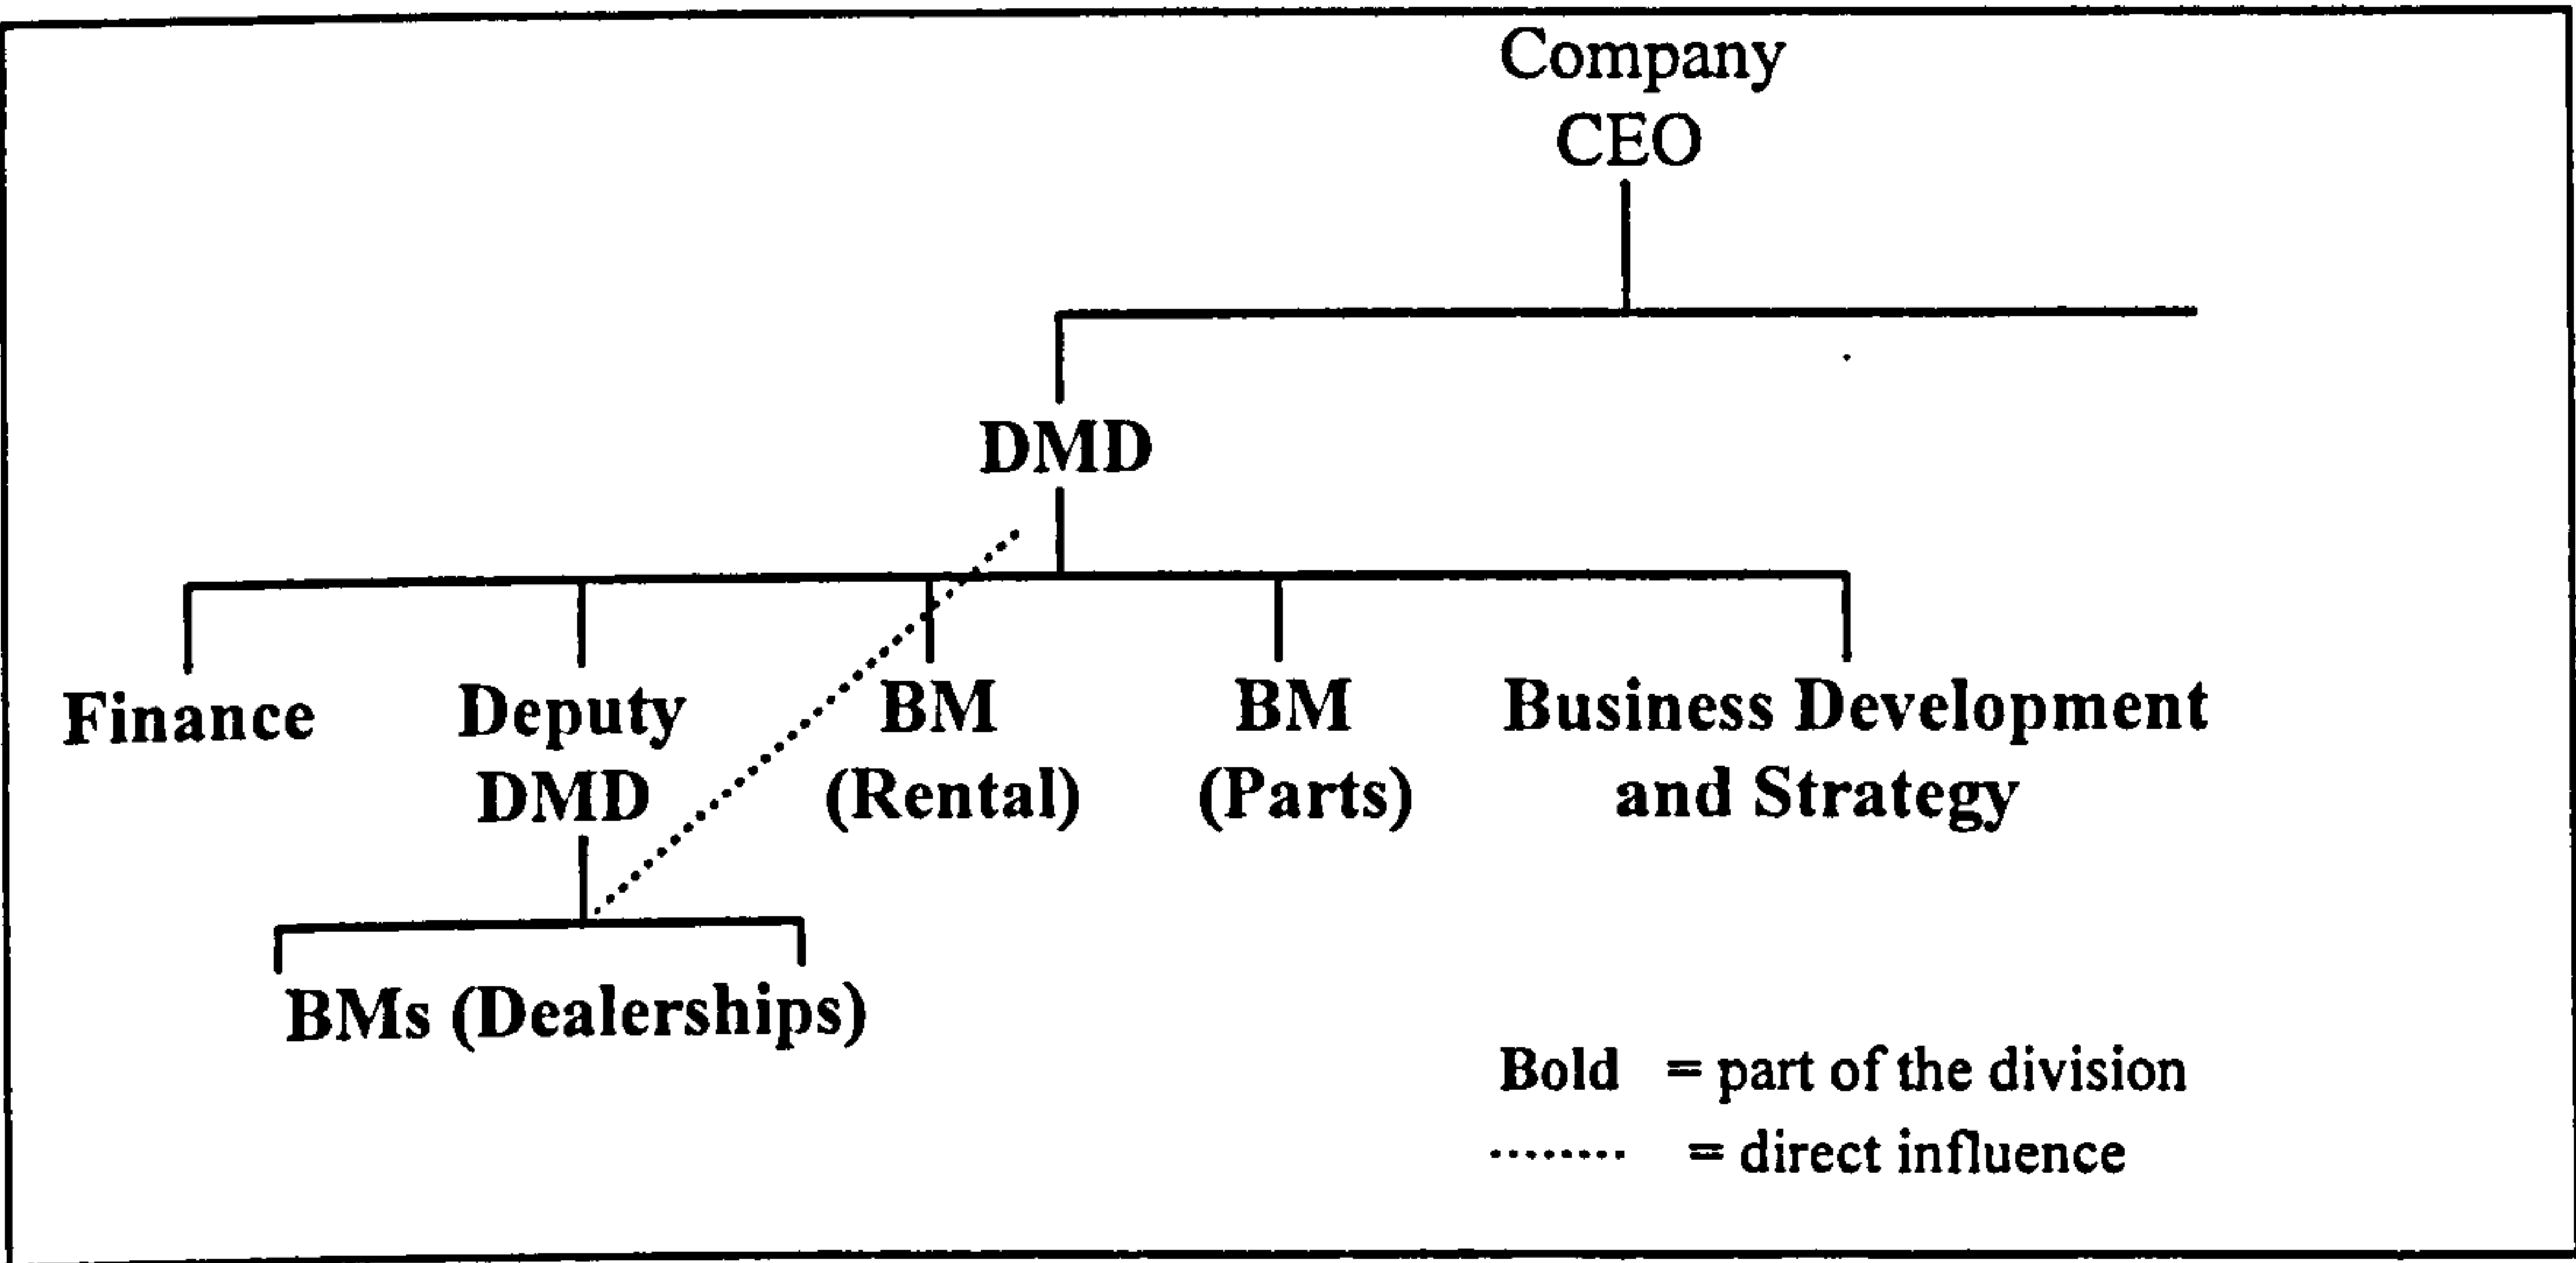 Company
CEO
DMD
Finance
Deputy
DMD
BM
(Rental)
BM
(Parts)
Business Development
and Strategy
BMs (Dealerships)
Bold = part of the division
........ = direct influence